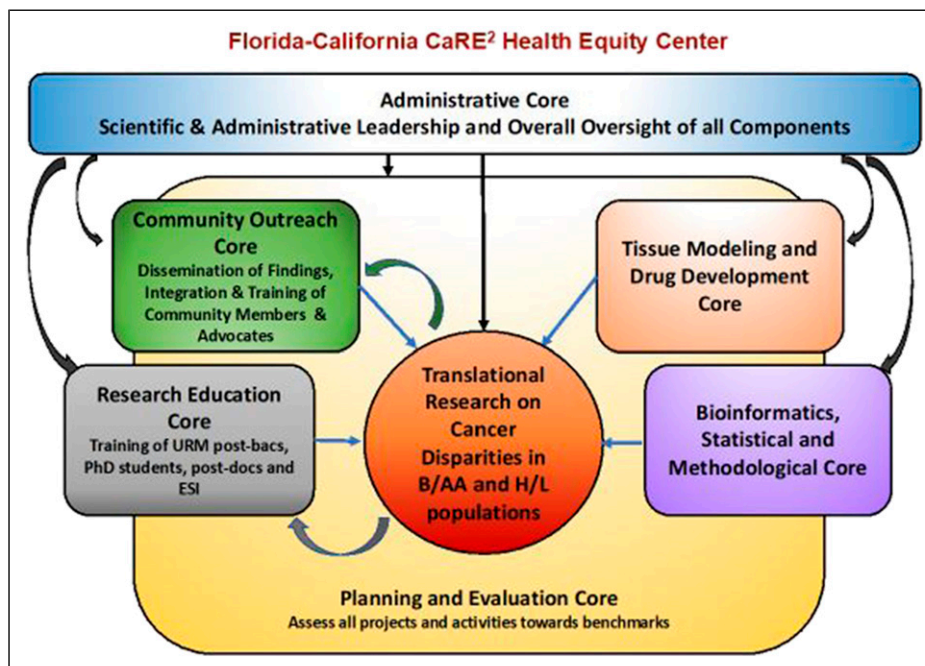 Florida-California CaRE² Health Equity Center
Administrative Core
Scientific & Administrative Leadership and Overall Oversight of all Components
Community Outreach
Core
Dissemination of Findings,
Integration & Training of
Community Members &
Advocates
Tissue Modeling and
Drug Development
Core
Research Education
Core
Training of URM post-bacs,
PhD students, post-docs and
ESI
Translational
Research on
Cancer
Disparities in
B/AA and H/L
populations
Bioinformatics,
Statistical and
Methodological Core
Planning and Evaluation Core
Assess all projects and activities towards benchmarks